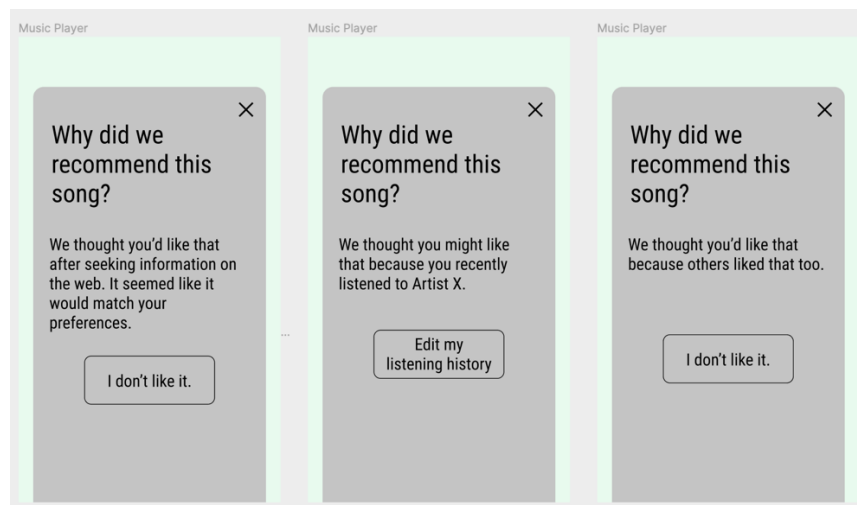 Music Player
Why did we
recommend this
song?
We thought you'd like that
after seeking information on
the web. It seemed like it
would match your
preferences.
I don't like it.
...
Music Player
Why did we
recommend this
song?
We thought you might like
that because you recently
listened to Artist X.
Edit my
listening history
Music Player
Why did we
recommend this
song?
We thought you'd like that
because others liked that too.
I don't like it.